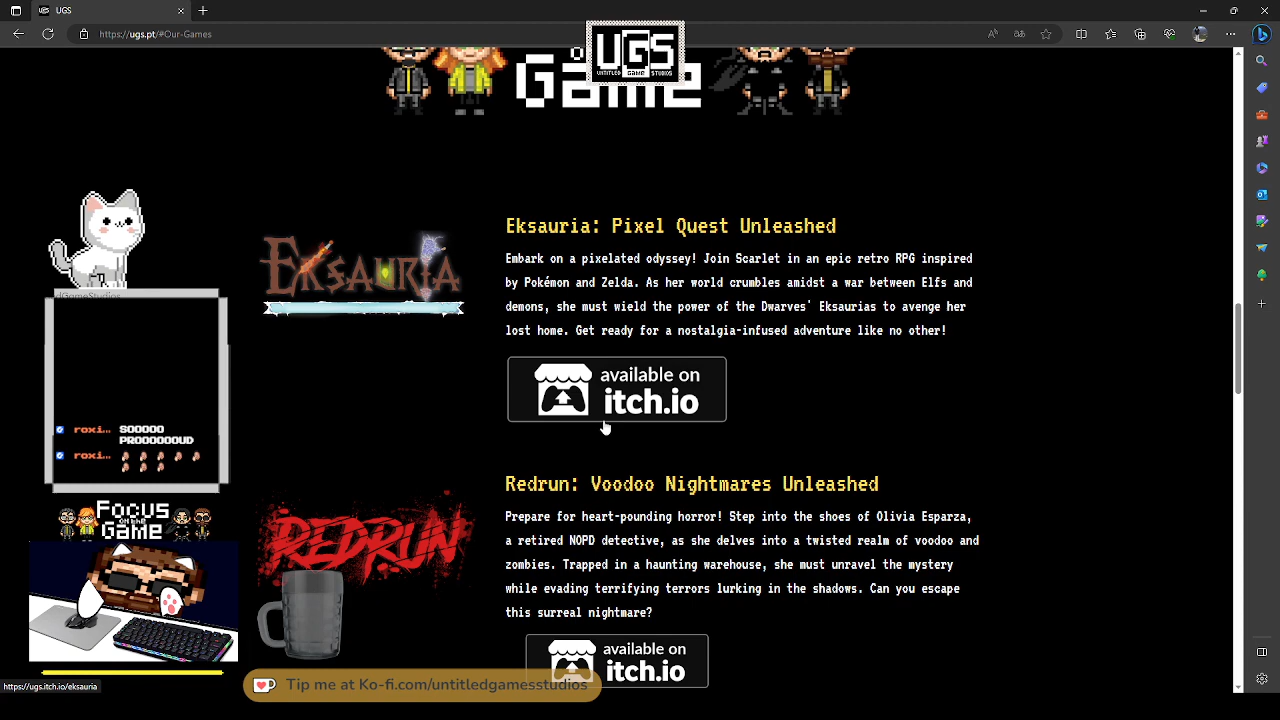 UGS
https://ugs.pt/#Our-Games
UGS
UNTITLED GAME STUDIOS
Game
Eksauria: Pixel Quest Unleashed
EKSAURIA
Embark on a pixelated odyssey! Join Scarlet in an epic retro RPG inspired
by Pokémon and Zelda. As her world crumbles amidst a war between Elfs and
demons, she must wield the power of the Dwarves' Eksaurias to avenge her
lost home. Get ready for a nostalgia-infused adventure like no other!
available on
itch.io
dGameStudios
roxi... SOOOOO
PROOOOOOUD
roxi...
Redrun: Voodoo Nightmares Unleashed
REDRUN
Prepare for heart-pounding horror! Step into the shoes of Olivia Esparza,
a retired NOPD detective, as she delves into a twisted realm of voodoo and
zombies. Trapped in a haunting warehouse, she must unravel the mystery
while evading terrifying terrors lurking in the shadows. Can you escape
this surreal nightmare?
available on
itch.io
FOCUS
ON THE
Game
https://ugs.itch.io/eksauria
Tip me at Ko-fi.com/untitledgamesstudios